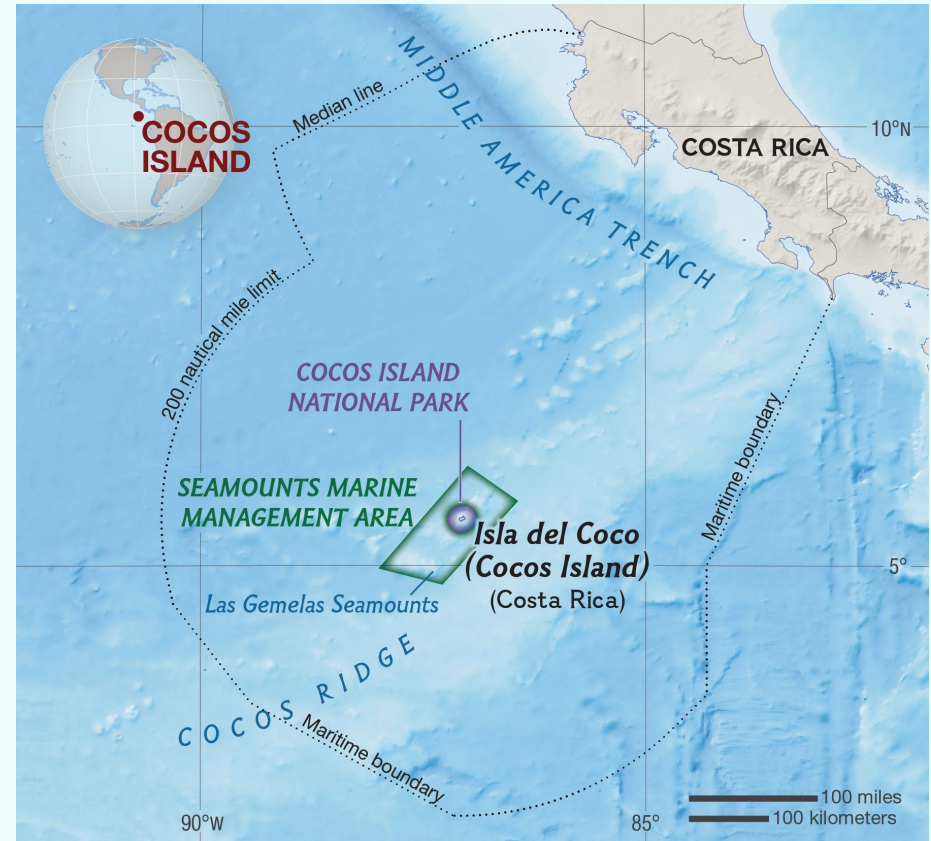 MIDDLE AMERICA TRENCH
Median line
COCOS
ISLAND
10°N
COSTA RICA
200 nautical mile limit
COCOS ISLAND
NATIONAL PARK
Maritime boundary
SEAMOUNTS MARINE
MANAGEMENT AREA
Isla del Coco
(Cocos Island)
(Costa Rica)
5°
Las Gemelas Seamounts
COCOS RIDGE
Maritime boundary
100 miles
100 kilometers
90°W
85°